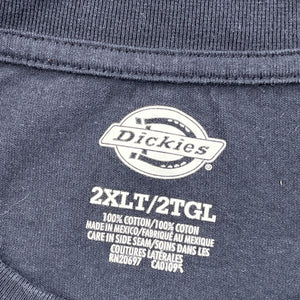 Dickies
®
2XLT/2TGL
100% COTTON/100% COTON
MADE IN MEXICO/FABRIQUÉ AU MEXIQUE
CARE IN SIDE SEAM/SOINS DANS LES
COUTURES LATÉRALES
RN20697 CA01095